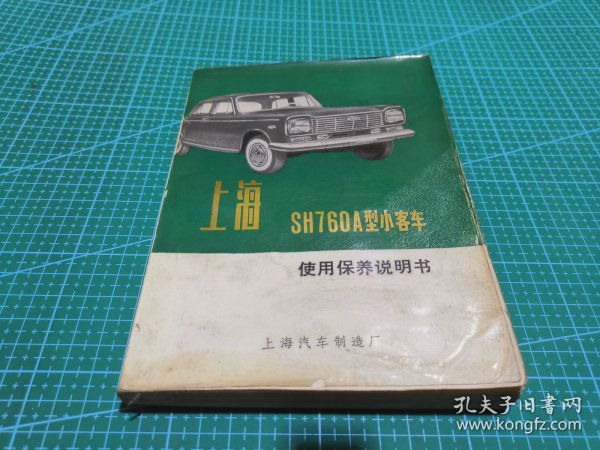 上海
SH760A型小客车
使用保养说明书
上海汽车制造厂
孔夫子旧书网
www.kongfz.com